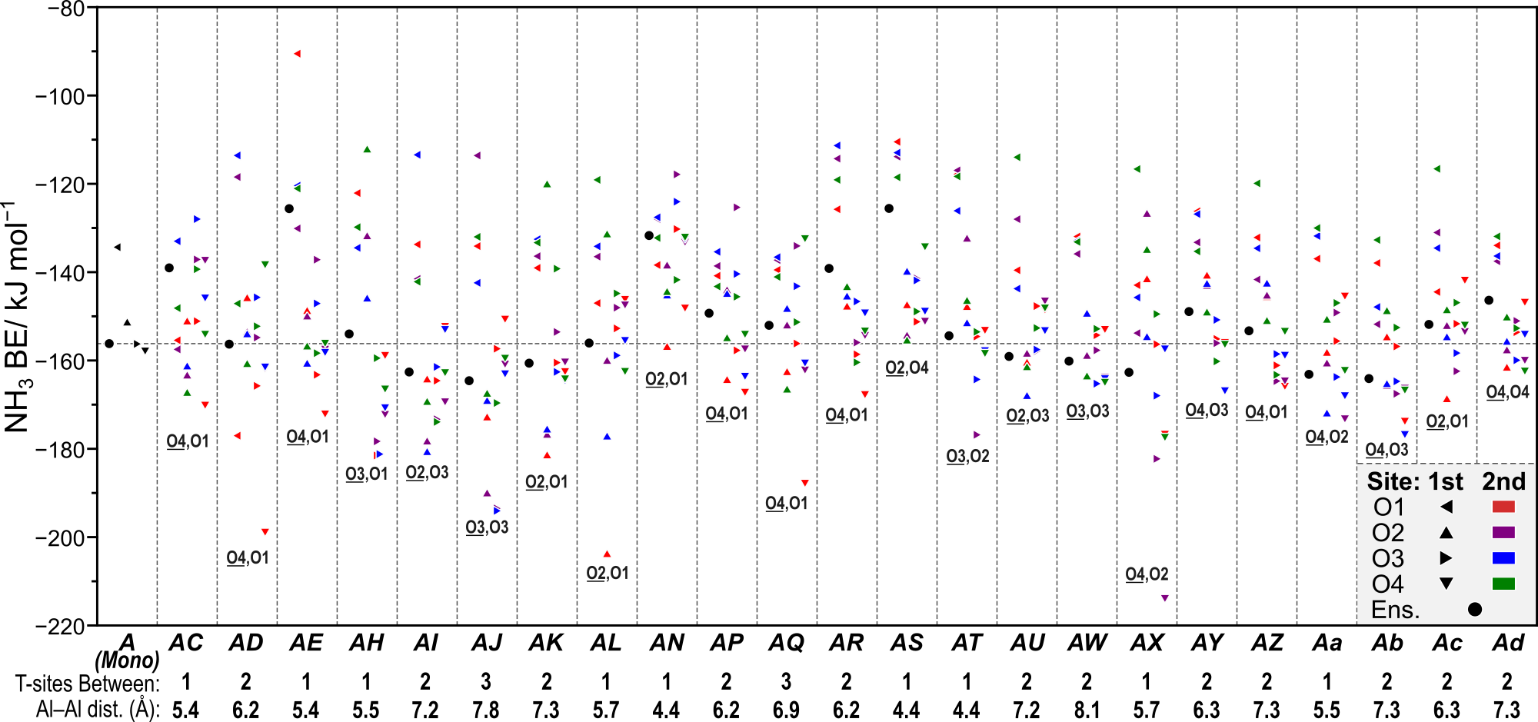 −80
−100
−120
−140
−160
−180
−200
−220
NH3 BE/ kJ mol−1
O4,O1
O4,O1
O4,O1
O3,O1
O2,O3
O3,O3
O2,O1
O2,O1
O2,O1
O4,O1
O4,O1
O4,O1
O2,O4
O3,O2
O2,O3
O3,O3
O4,O2
O4,O3
O4,O1
O4,O2
O4,O3
O2,O1
O4,O4
Site: 1st 2nd
O1
O2
O3
O4
Ens.
A AC AD AE AH AI AJ AK AL AN AP AQ AR AS AT AU AW AX AY AZ Aa Ab Ac Ad
(Mono)
T-sites Between: 1 2 1 1 2 3 2 1 1 2 3 2 1 1 2 2 1 2 2 1 2 2 2
Al–Al dist. (Å): 5.4 6.2 5.4 5.5 7.2 7.8 7.3 5.7 4.4 6.2 6.9 6.2 4.4 4.4 7.2 8.1 5.7 6.3 7.3 5.5 7.3 6.3 7.3